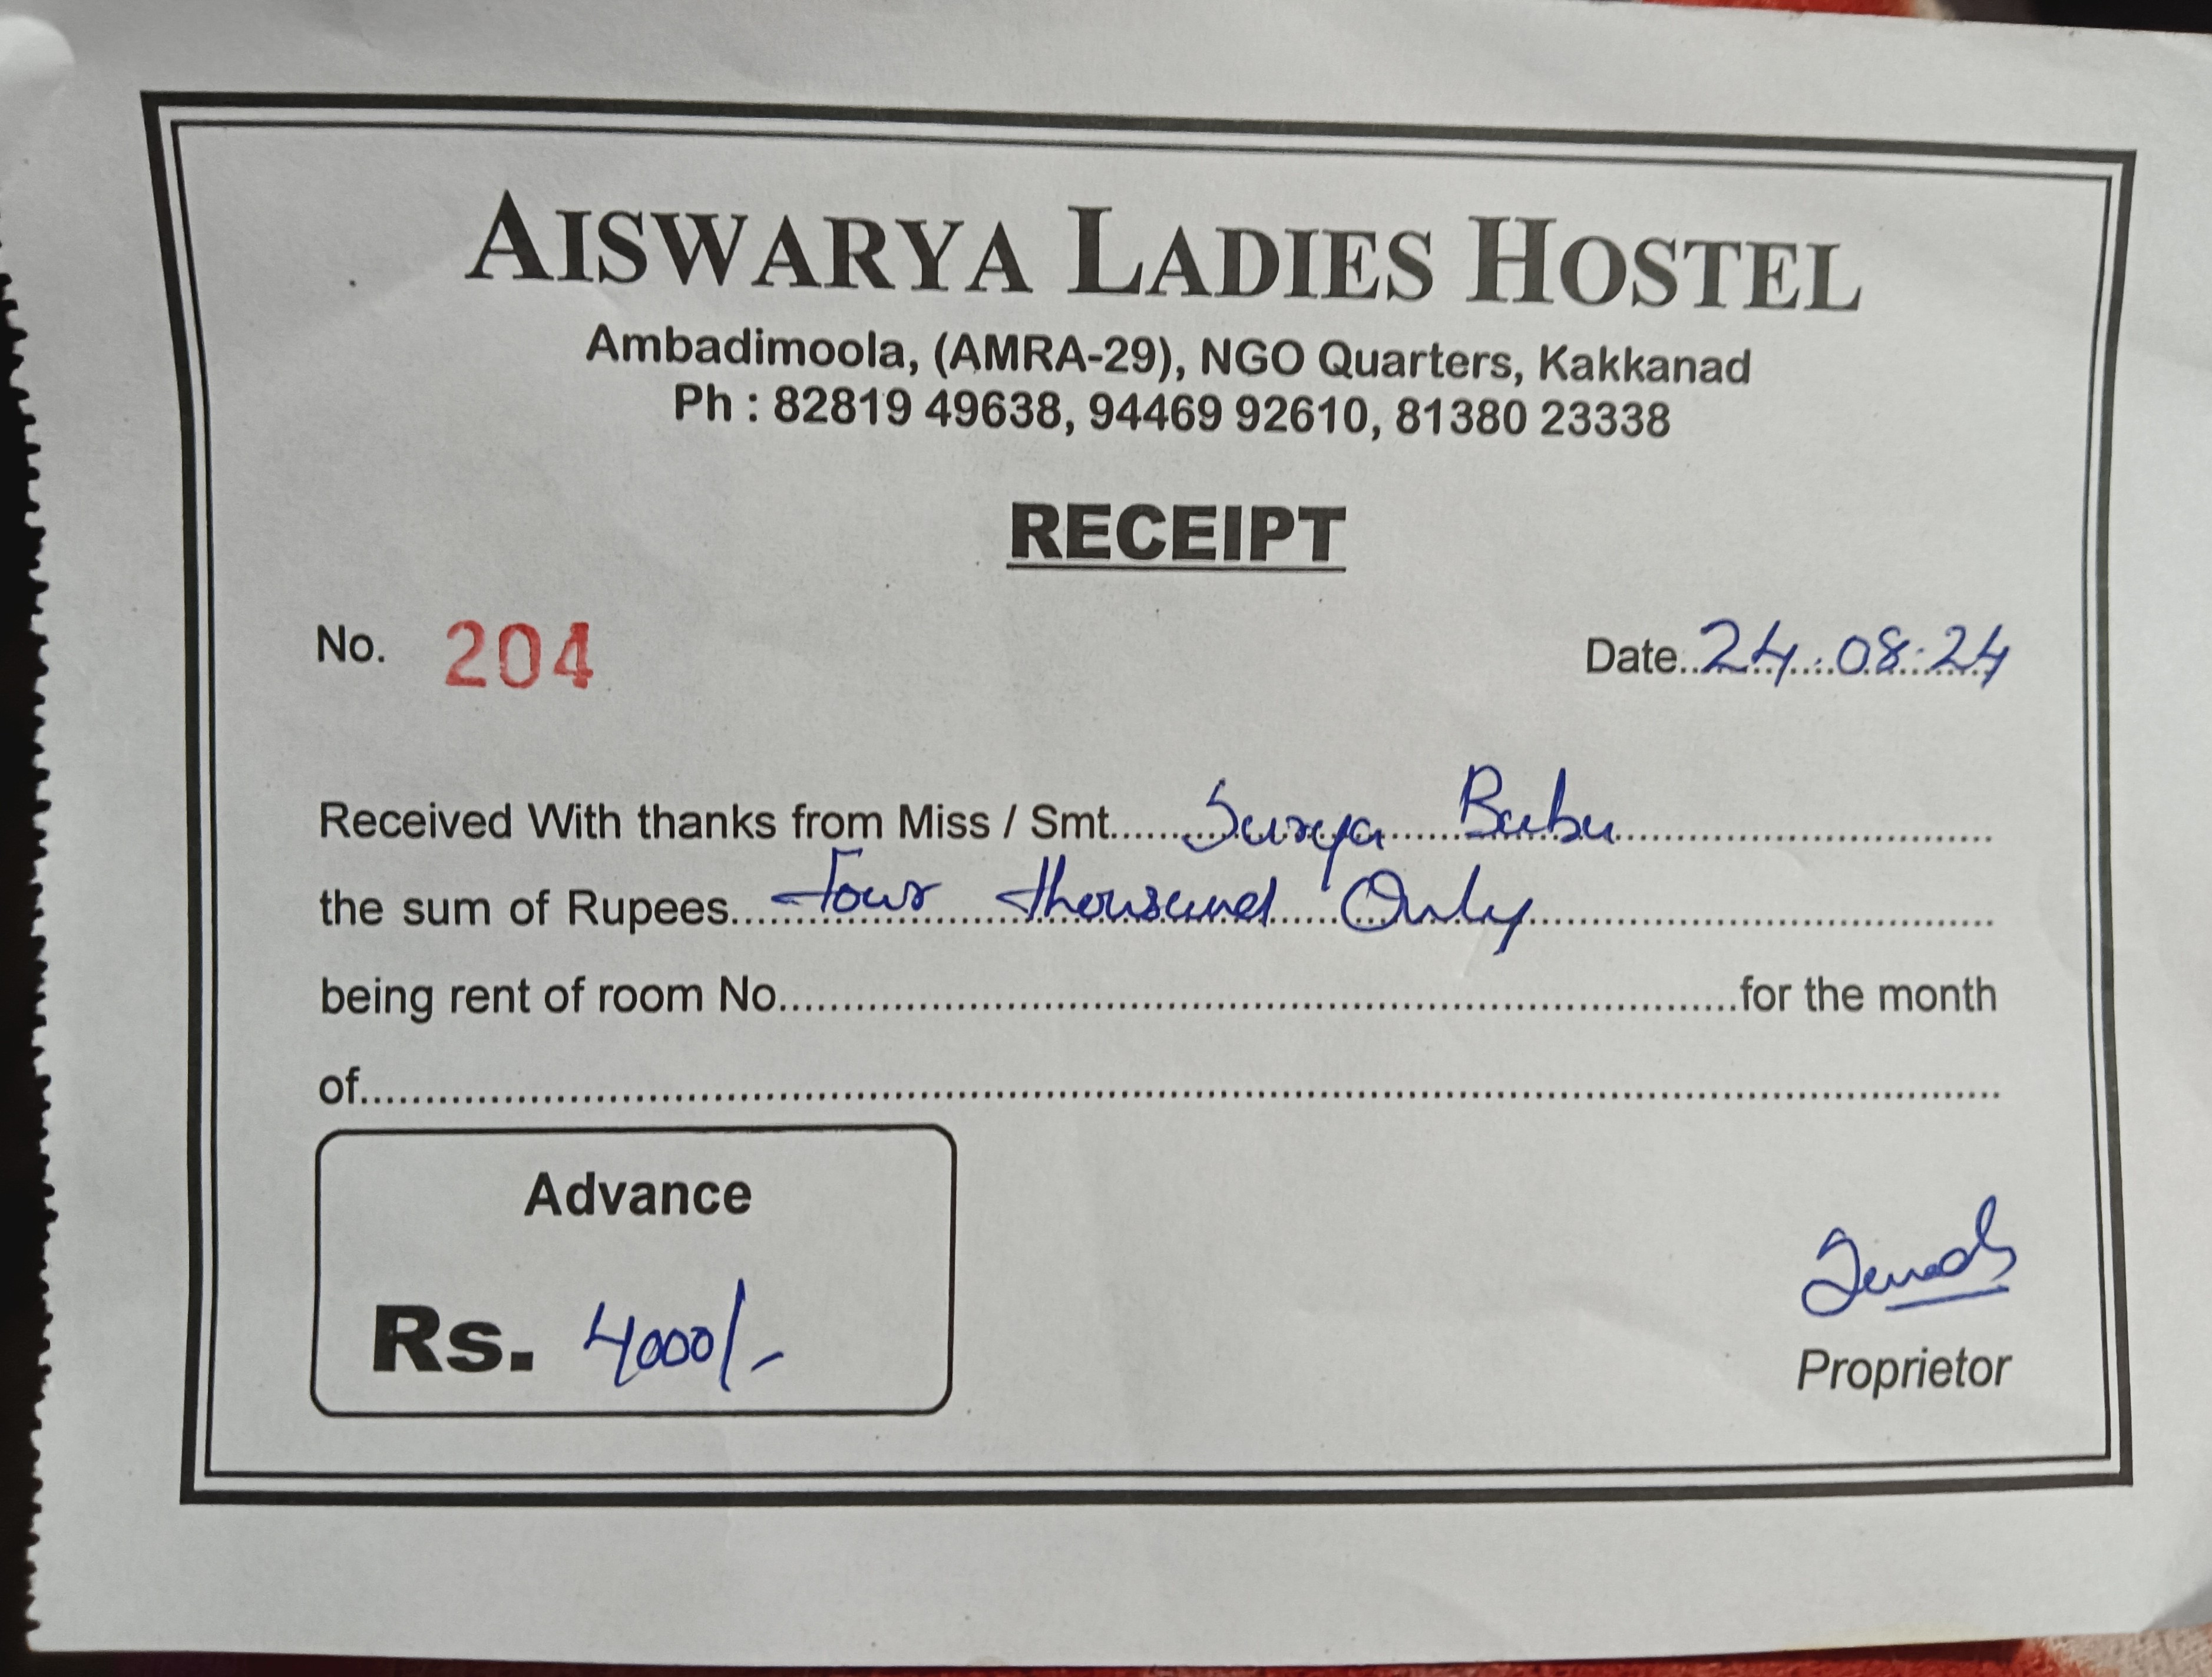 AISWARYA LADIES HOSTEL
Ambadimoola, (AMRA-29), NGO Quarters, Kakkanad
Ph : 82819 49638, 94469 92610, 81380 23338
RECEIPT
No. 204 Date..24..:.08:.24
Received With thanks from Miss / Smt......Surya Babu
the sum of Rupees...Four thousand Only
being rent of room No..............................for the month
of..............................
Advance
Rs. 4000/-
Proprietor